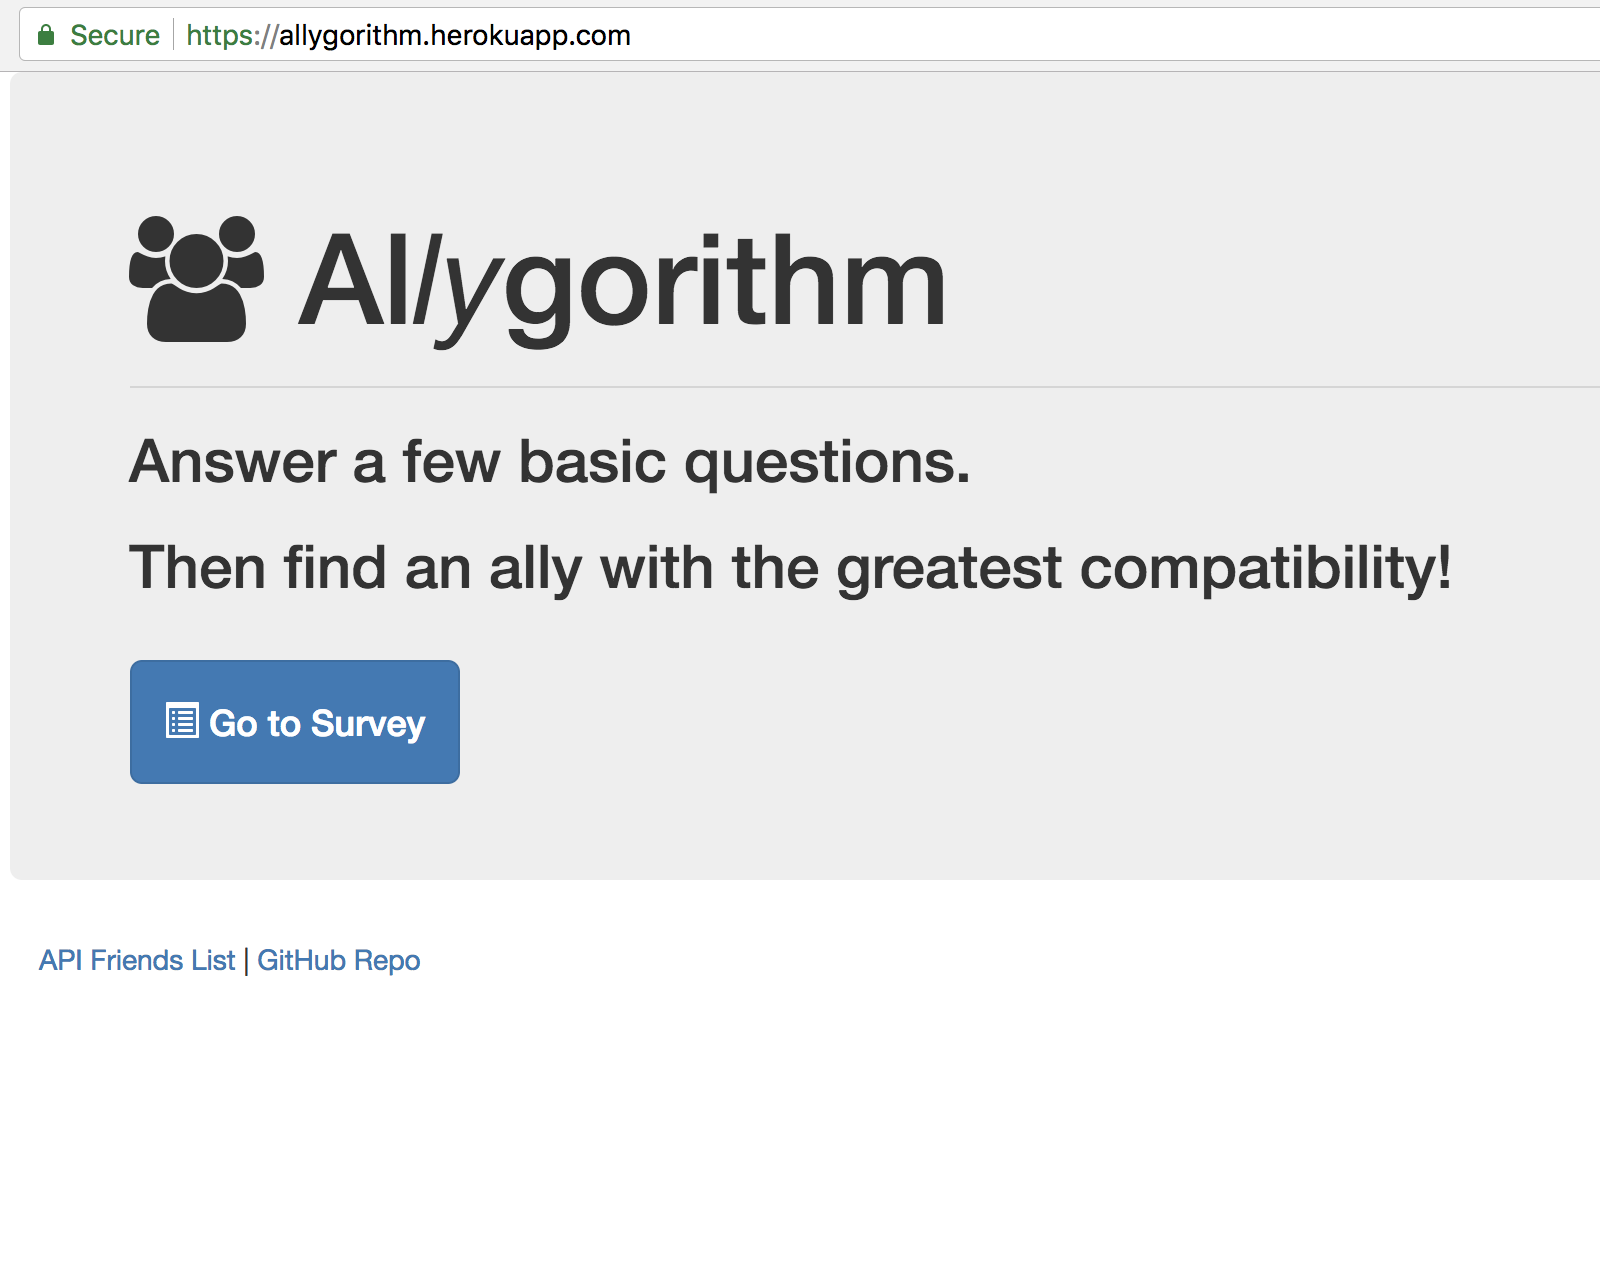 Secure https://allygorithm.herokuapp.com
Allygorithm
Answer a few basic questions.
Then find an ally with the greatest compatibility!
Go to Survey
API Friends List | GitHub Repo